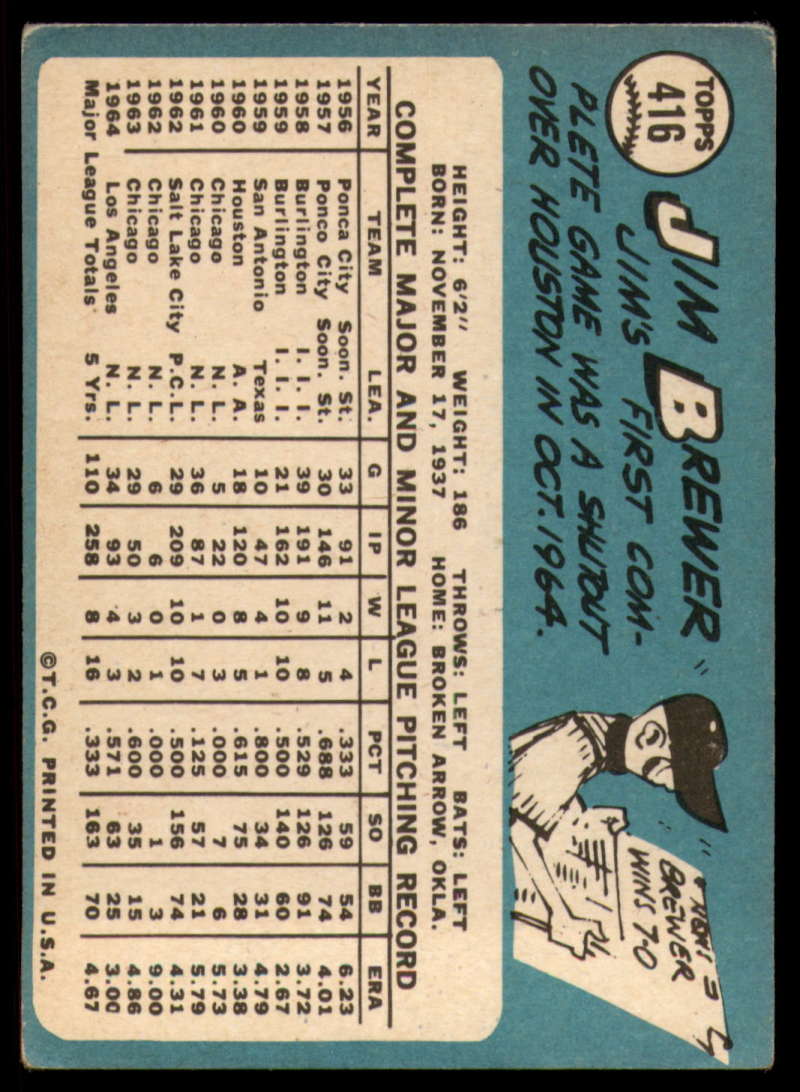 TOPPS
416
JIM BREWER
JIM'S FIRST COM-
PLETE GAME WAS A SHUTOUT
OVER HOUSTON IN OCT. 1964.
BREWER
WINS 7-0
HEIGHT: 6'2" WEIGHT: 186 THROWS: LEFT BATS: LEFT
BORN: NOVEMBER 17, 1937 HOME: BROKEN ARROW, OKLA.
COMPLETE MAJOR AND MINOR LEAGUE PITCHING RECORD
YEAR TEAM LEA. G IP W L PCT SO BB ERA
1956 Ponca City Soon. St. 33 91 2 4 .333 59 54 6.23
1957 Ponco City Soon. St. 30 146 11 5 .688 126 74 4.01
1958 Burlington I. I. I. 39 191 9 8 .529 126 91 3.72
1959 Burlington I. I. I. 21 162 10 10 .500 140 60 2.67
1959 San Antonio Texas 10 47 4 1 .800 34 31 4.79
1960 Houston A. A. 18 120 8 5 .615 75 28 3.38
1960 Chicago N. L. 5 22 0 3 .000 7 6 5.73
1961 Chicago N. L. 36 87 1 7 .125 57 21 5.79
1962 Salt Lake City P.C.L. 29 209 10 10 .500 156 74 4.31
1962 Chicago N. L. 6 6 0 1 .000 1 3 9.00
1963 Chicago N. L. 29 50 3 2 .600 35 15 4.86
1964 Los Angeles N. L. 34 93 4 3 .571 63 25 3.00
Major League Totals 5 Yrs. 110 258 8 16 .333 163 70 4.67
©T.C.G. PRINTED IN U.S.A.